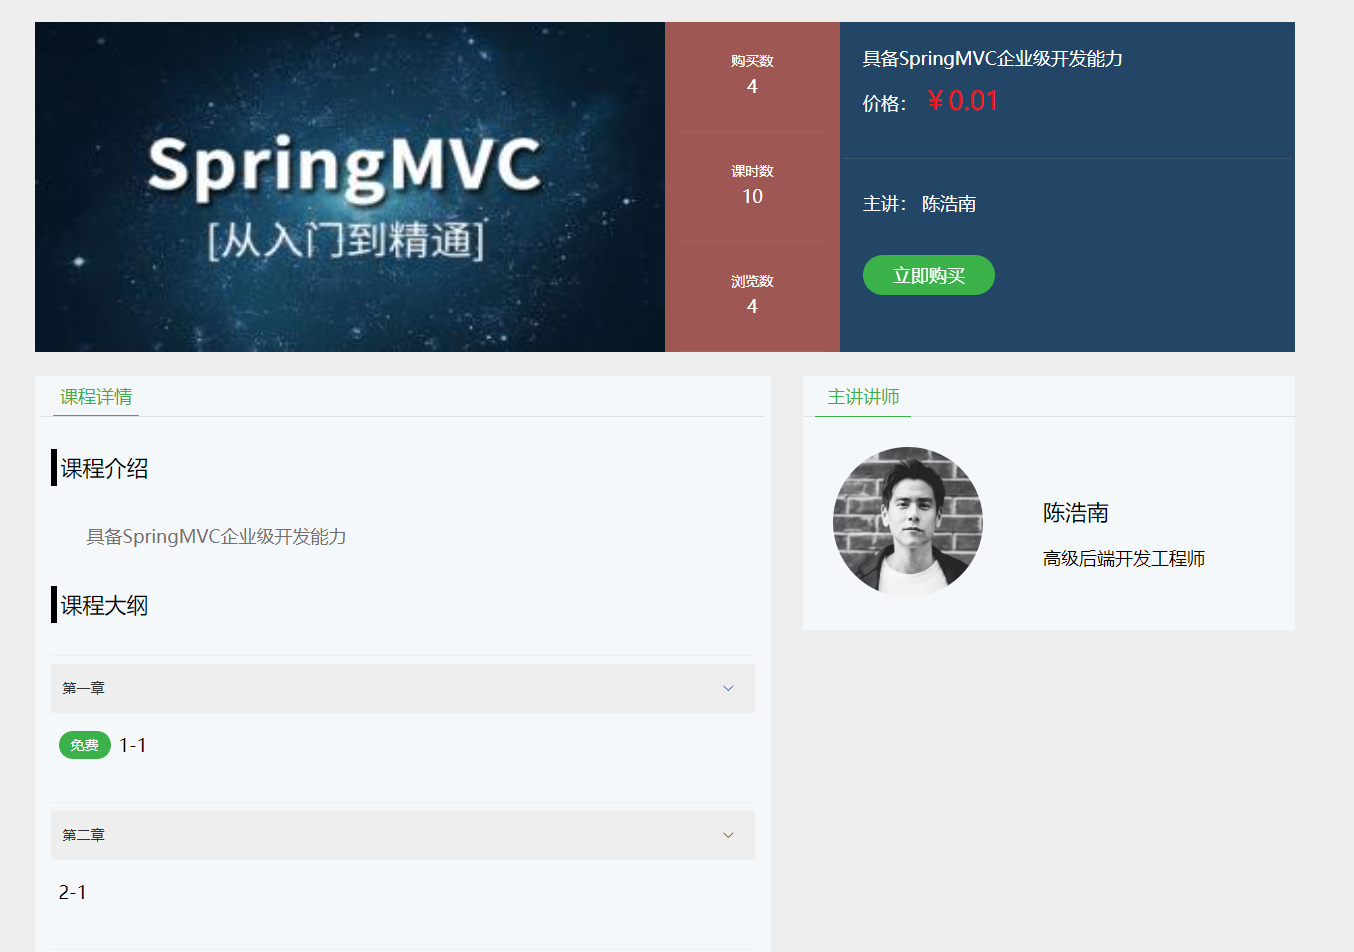 SpringMVC
[从入门到精通]
购买数
4
课时数
10
浏览数
4
具备SpringMVC企业级开发能力
价格： ￥0.01
主讲： 陈浩南
立即购买
课程详情
课程介绍
具备SpringMVC企业级开发能力
课程大纲
第一章
免费 1-1
第二章
2-1
主讲讲师
陈浩南
高级后端开发工程师